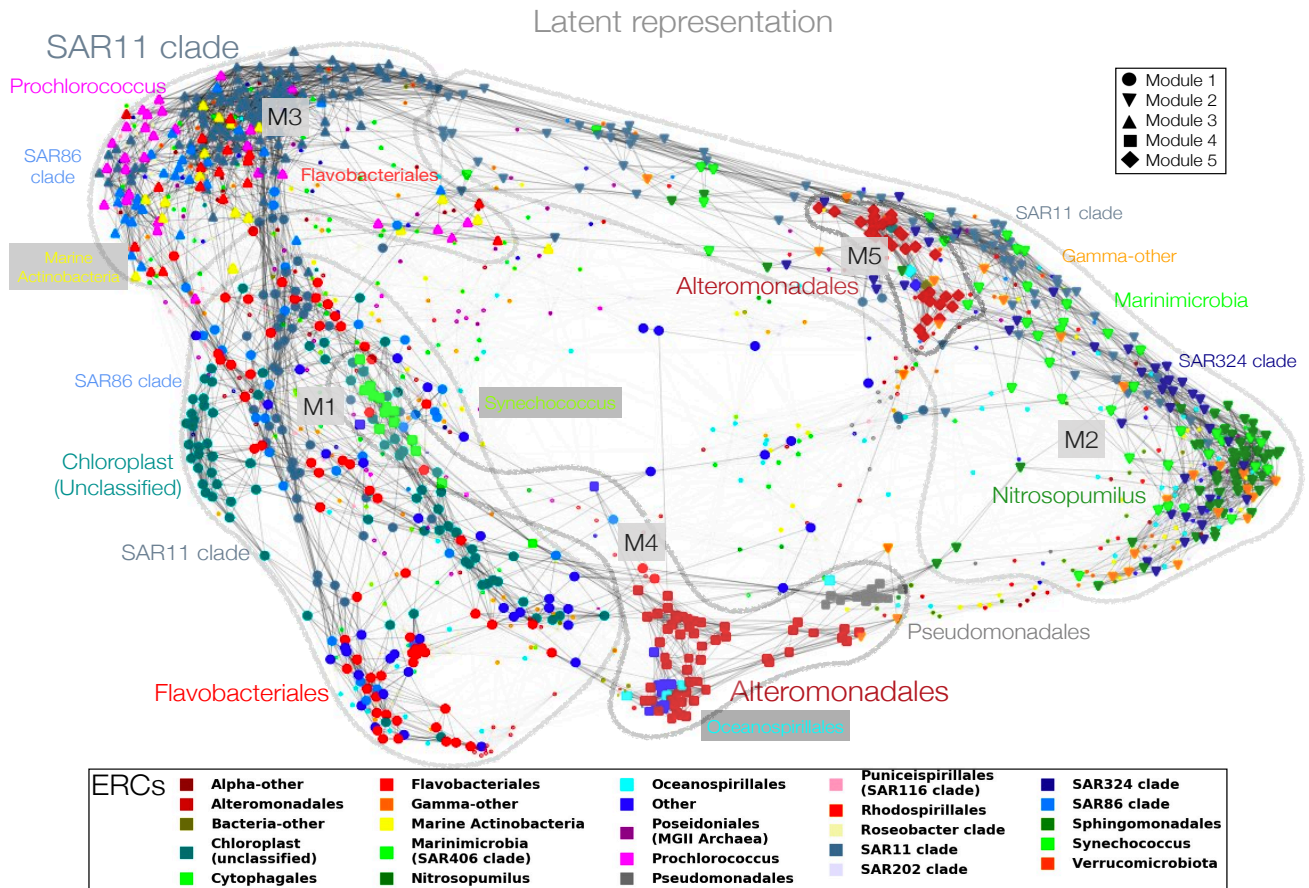 Latent representation
SAR11 clade
Prochlorococcus
M3
Module 1
Module 2
Module 3
Module 4
Module 5
SAR86
clade
Flavobacteriales
SAR11 clade
Marine
Actinobacteria
M5
Gamma-other
Alteromonadales
Marinimicrobia
SAR324 clade
SAR86 clade
M1
Synechococcus
M2
Chloroplast
(Unclassified)
Nitrosopumilus
SAR11 clade
M4
Pseudomonadales
Flavobacteriales
Alteromonadales
Oceanospirillales
ERCs
Alpha-other
Alteromonadales
Bacteria-other
Chloroplast
(unclassified)
Cytophagales
Flavobacteriales
Gamma-other
Marine Actinobacteria
Marinimicrobia
(SAR406 clade)
Nitrosopumilus
Oceanospirillales
Other
Poseidoniales
(MGII Archaea)
Prochlorococcus
Pseudomonadales
Puniceispirillales
(SAR116 clade)
Rhodospirillales
Roseobacter clade
SAR11 clade
SAR202 clade
SAR324 clade
SAR86 clade
Sphingomonadales
Synechococcus
Verrucomicrobiota